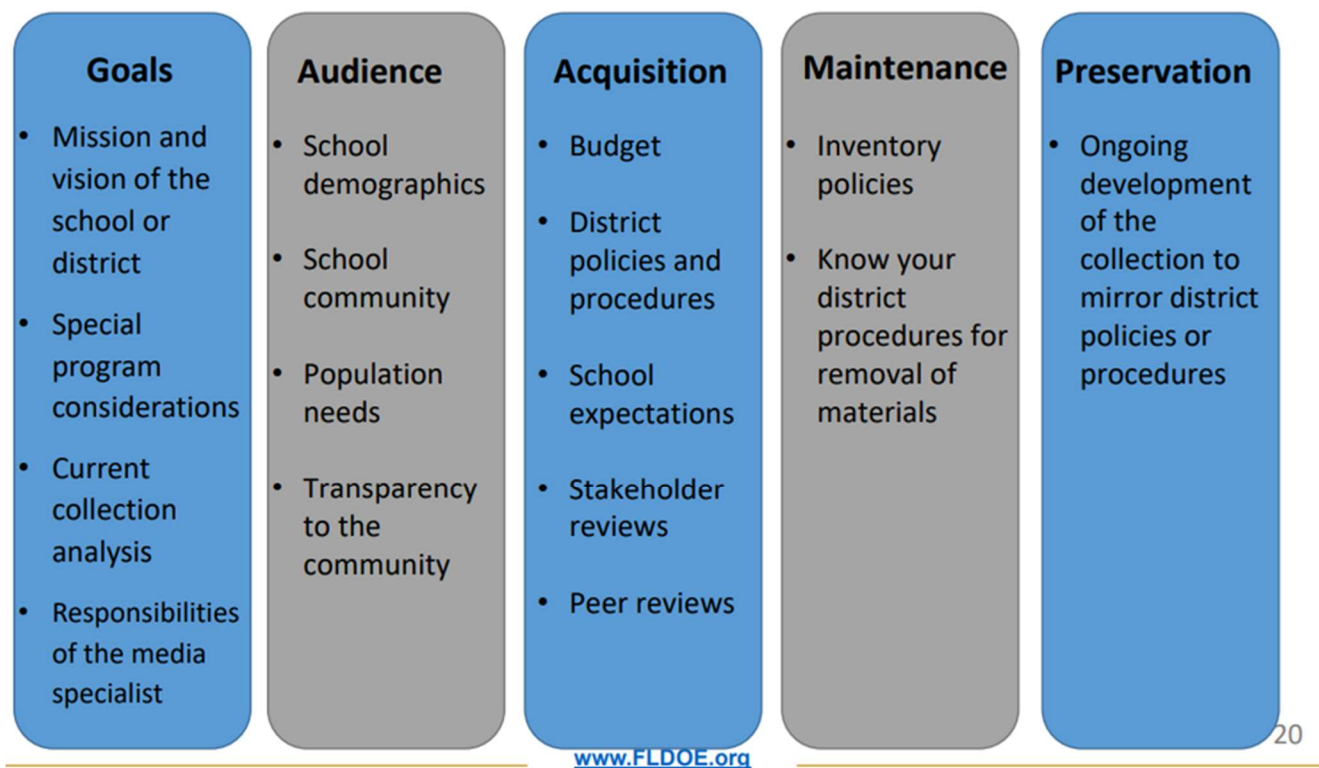 Goals
• Mission and
vision of the
school or
district
• Special
program
considerations
• Current
collection
analysis
• Responsibilities
of the media
specialist
Audience
• School
demographics
• School
community
• Population
needs
• Transparency
to the
community
Acquisition
• Budget
• District
policies and
procedures
• School
expectations
• Stakeholder
reviews
• Peer reviews
Maintenance
• Inventory
policies
• Know your
district
procedures for
removal of
materials
Preservation
• Ongoing
development
of the
collection to
mirror district
policies or
procedures
20
www.FLDOE.org